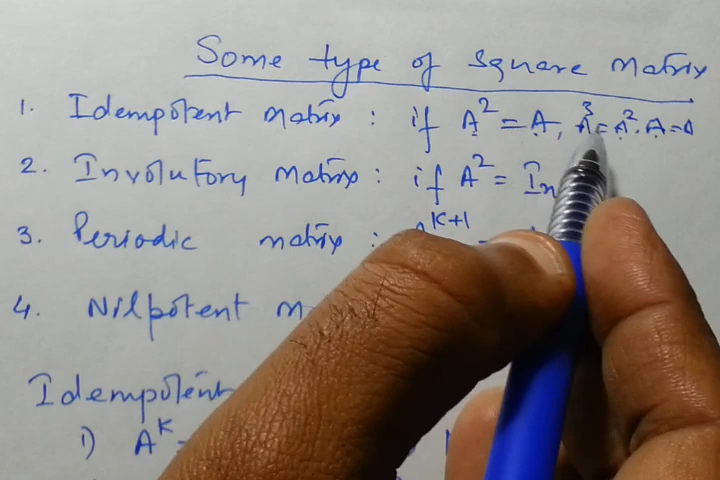 Some type of square matrix
1. Idempotent matrix : if A² = A, A³ = A². A = A
2. Involutory matrix : if A² = In
3. Periodic matrix : A^K+1 =
4. Nilpotent m
Idempotent
i) A^K